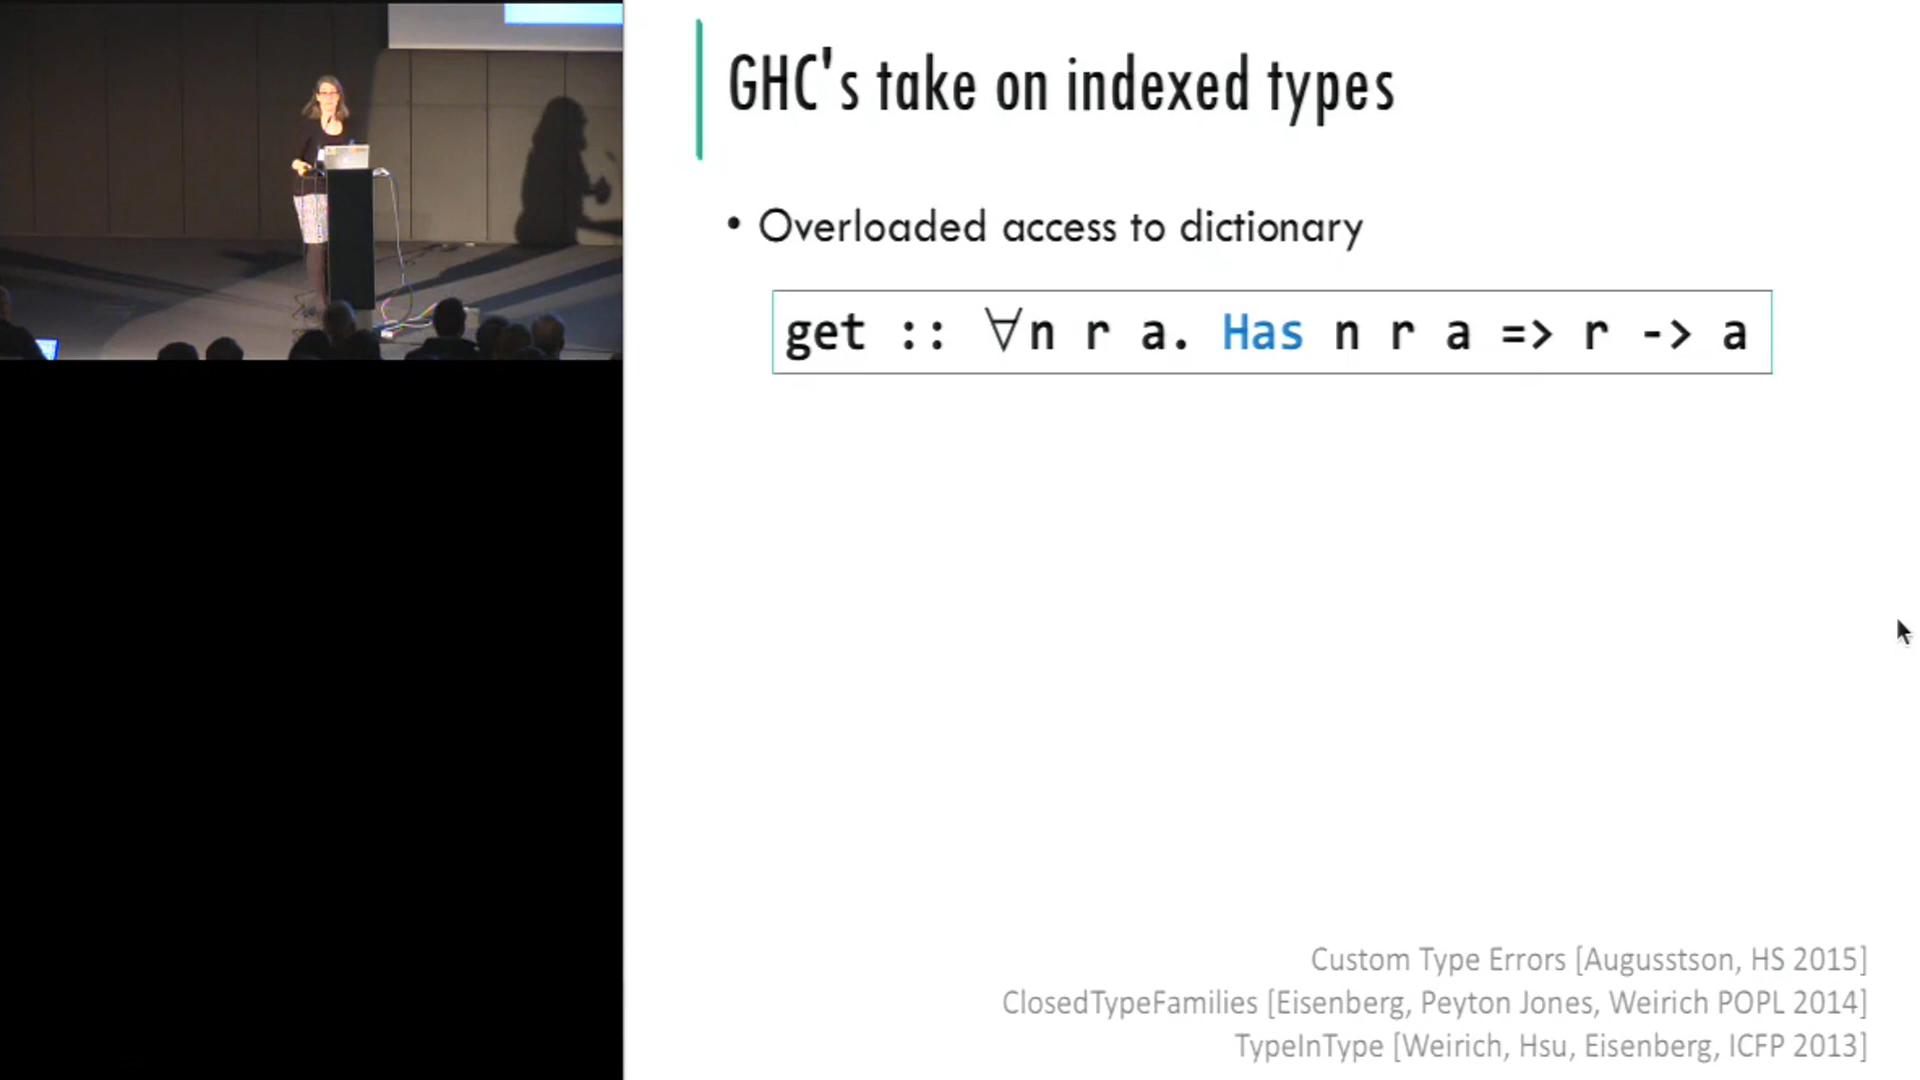 GHC's take on indexed types
• Overloaded access to dictionary
get :: ∀n r a. Has n r a => r -> a
Custom Type Errors [Augusstson, HS 2015]
ClosedTypeFamilies [Eisenberg, Peyton Jones, Weirich POPL 2014]
TypeInType [Weirich, Hsu, Eisenberg, ICFP 2013]